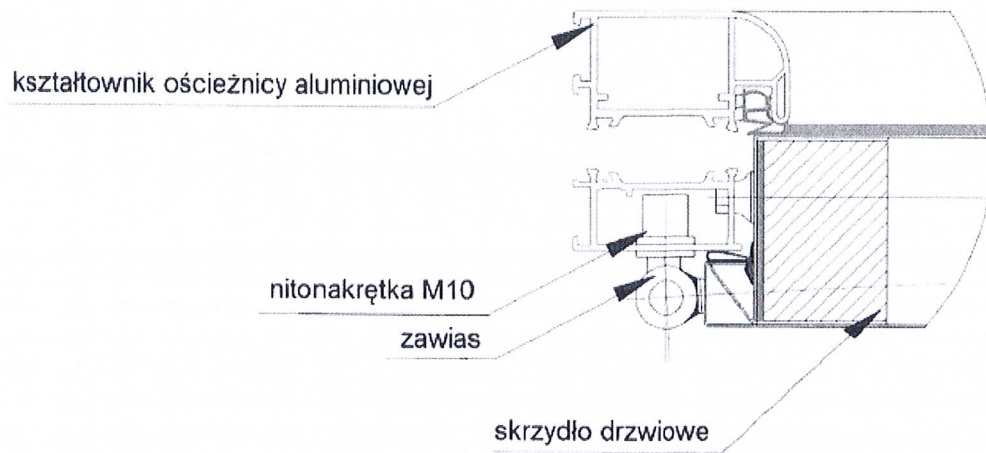 kształtownik ościeżnicy aluminiowej
nitonakrętka M10
zawias
skrzydło drzwiowe